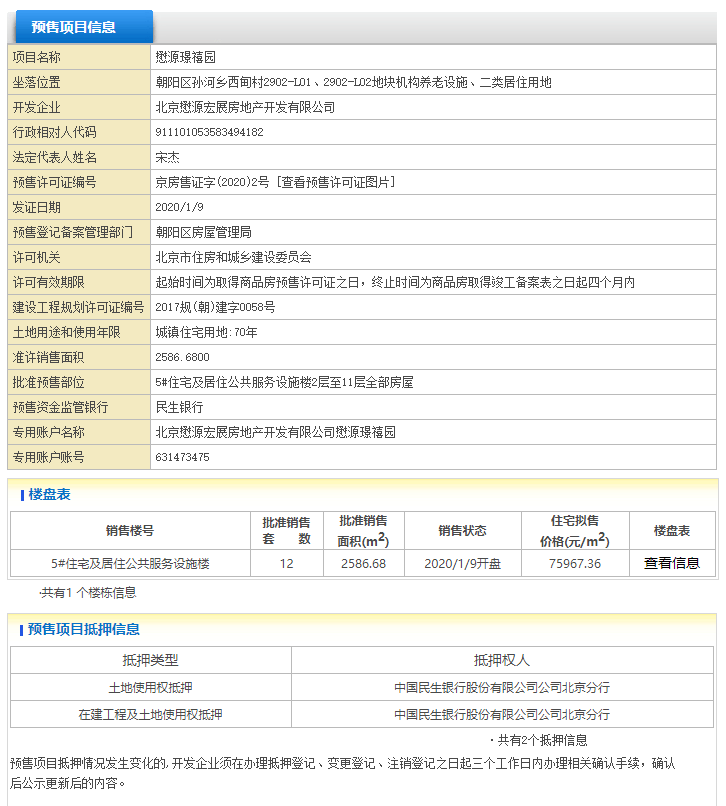 预售项目信息
项目名称 懋源璟禧园
坐落位置 朝阳区孙河乡西甸村2902-L01、2902-L02地块机构养老设施、二类居住用地
开发企业 北京懋源宏展房地产开发有限公司
行政相对人代码 911101053583494182
法定代表人姓名 宋杰
预售许可证编号 京房售证字(2020)2号 [查看预售许可证图片]
发证日期 2020/1/9
预售登记备案管理部门 朝阳区房屋管理局
许可机关 北京市住房和城乡建设委员会
许可有效期限 起始时间为取得商品房预售许可证之日，终止时间为商品房取得竣工备案表之日起四个月内
建设工程规划许可证编号 2017规(朝)建字0058号
土地用途和使用年限 城镇住宅用地:70年
准许销售面积 2586.6800
批准预售部位 5#住宅及居住公共服务设施楼2层至11层全部房屋
预售资金监管银行 民生银行
专用账户名称 北京懋源宏展房地产开发有限公司懋源璟禧园
专用账户账号 631473475
楼盘表
销售楼号 批准销售套 数 批准销售面积(m2) 销售状态 住宅拟售价格(元/m2) 楼盘表
5#住宅及居住公共服务设施楼 12 2586.68 2020/1/9开盘 75967.36 查看信息
·共有1 个楼栋信息
预售项目抵押信息
抵押类型 抵押权人
土地使用权抵押 中国民生银行股份有限公司公司北京分行
在建工程及土地使用权抵押 中国民生银行股份有限公司公司北京分行
·共有2个抵押信息
预售项目抵押情况发生变化的,开发企业须在办理抵押登记、变更登记、注销登记之日起三个工作日内办理相关确认手续，确认
后公示更新后的内容。